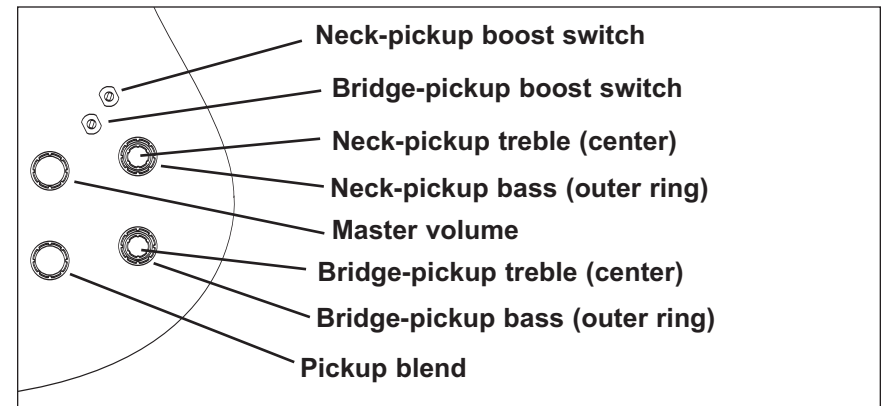 Neck-pickup boost switch
Bridge-pickup boost switch
Neck-pickup treble (center)
Neck-pickup bass (outer ring)
Master volume
Bridge-pickup treble (center)
Bridge-pickup bass (outer ring)
Pickup blend